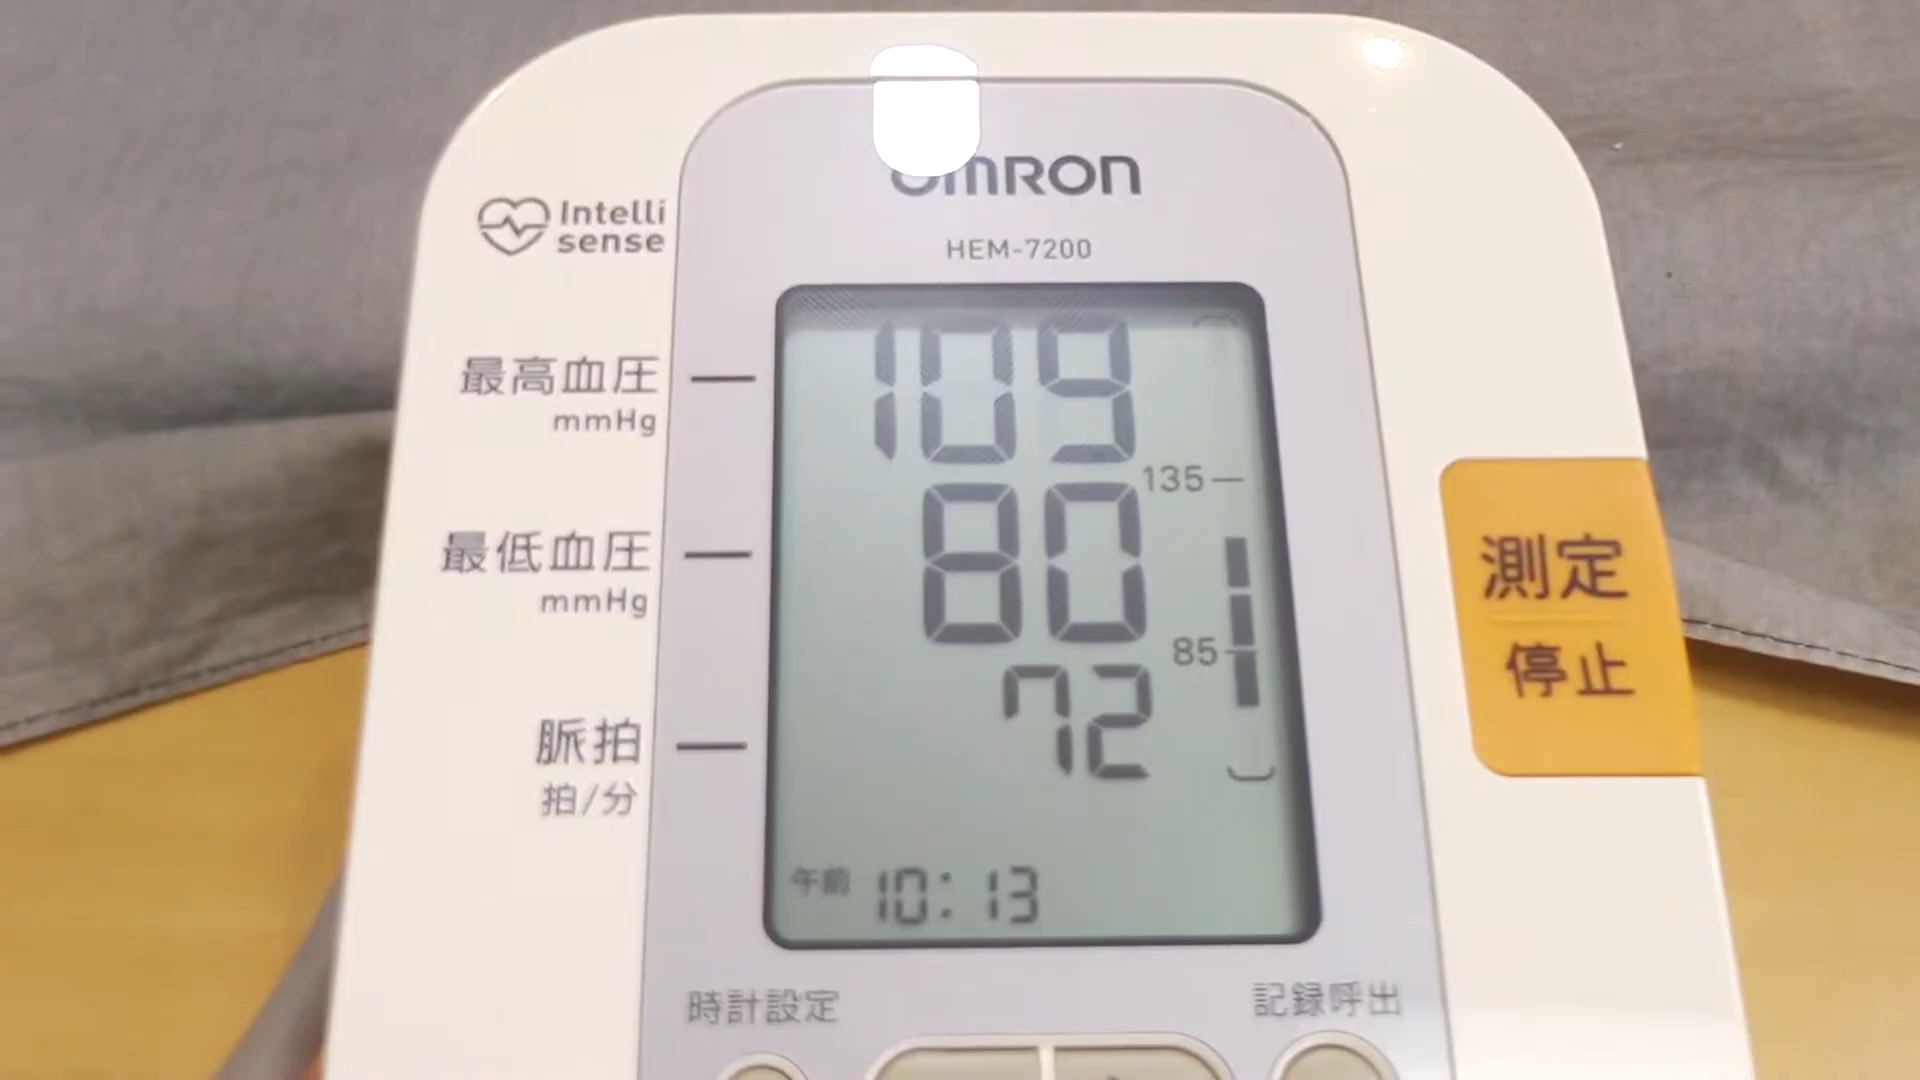 OMRON
Intelli
sense
HEM-7200
最高血圧
mmHg
109
135
最低血圧
mmHg
80
85
脈拍
拍/分
72
午前 10:13
測定
停止
時計設定
記録呼出